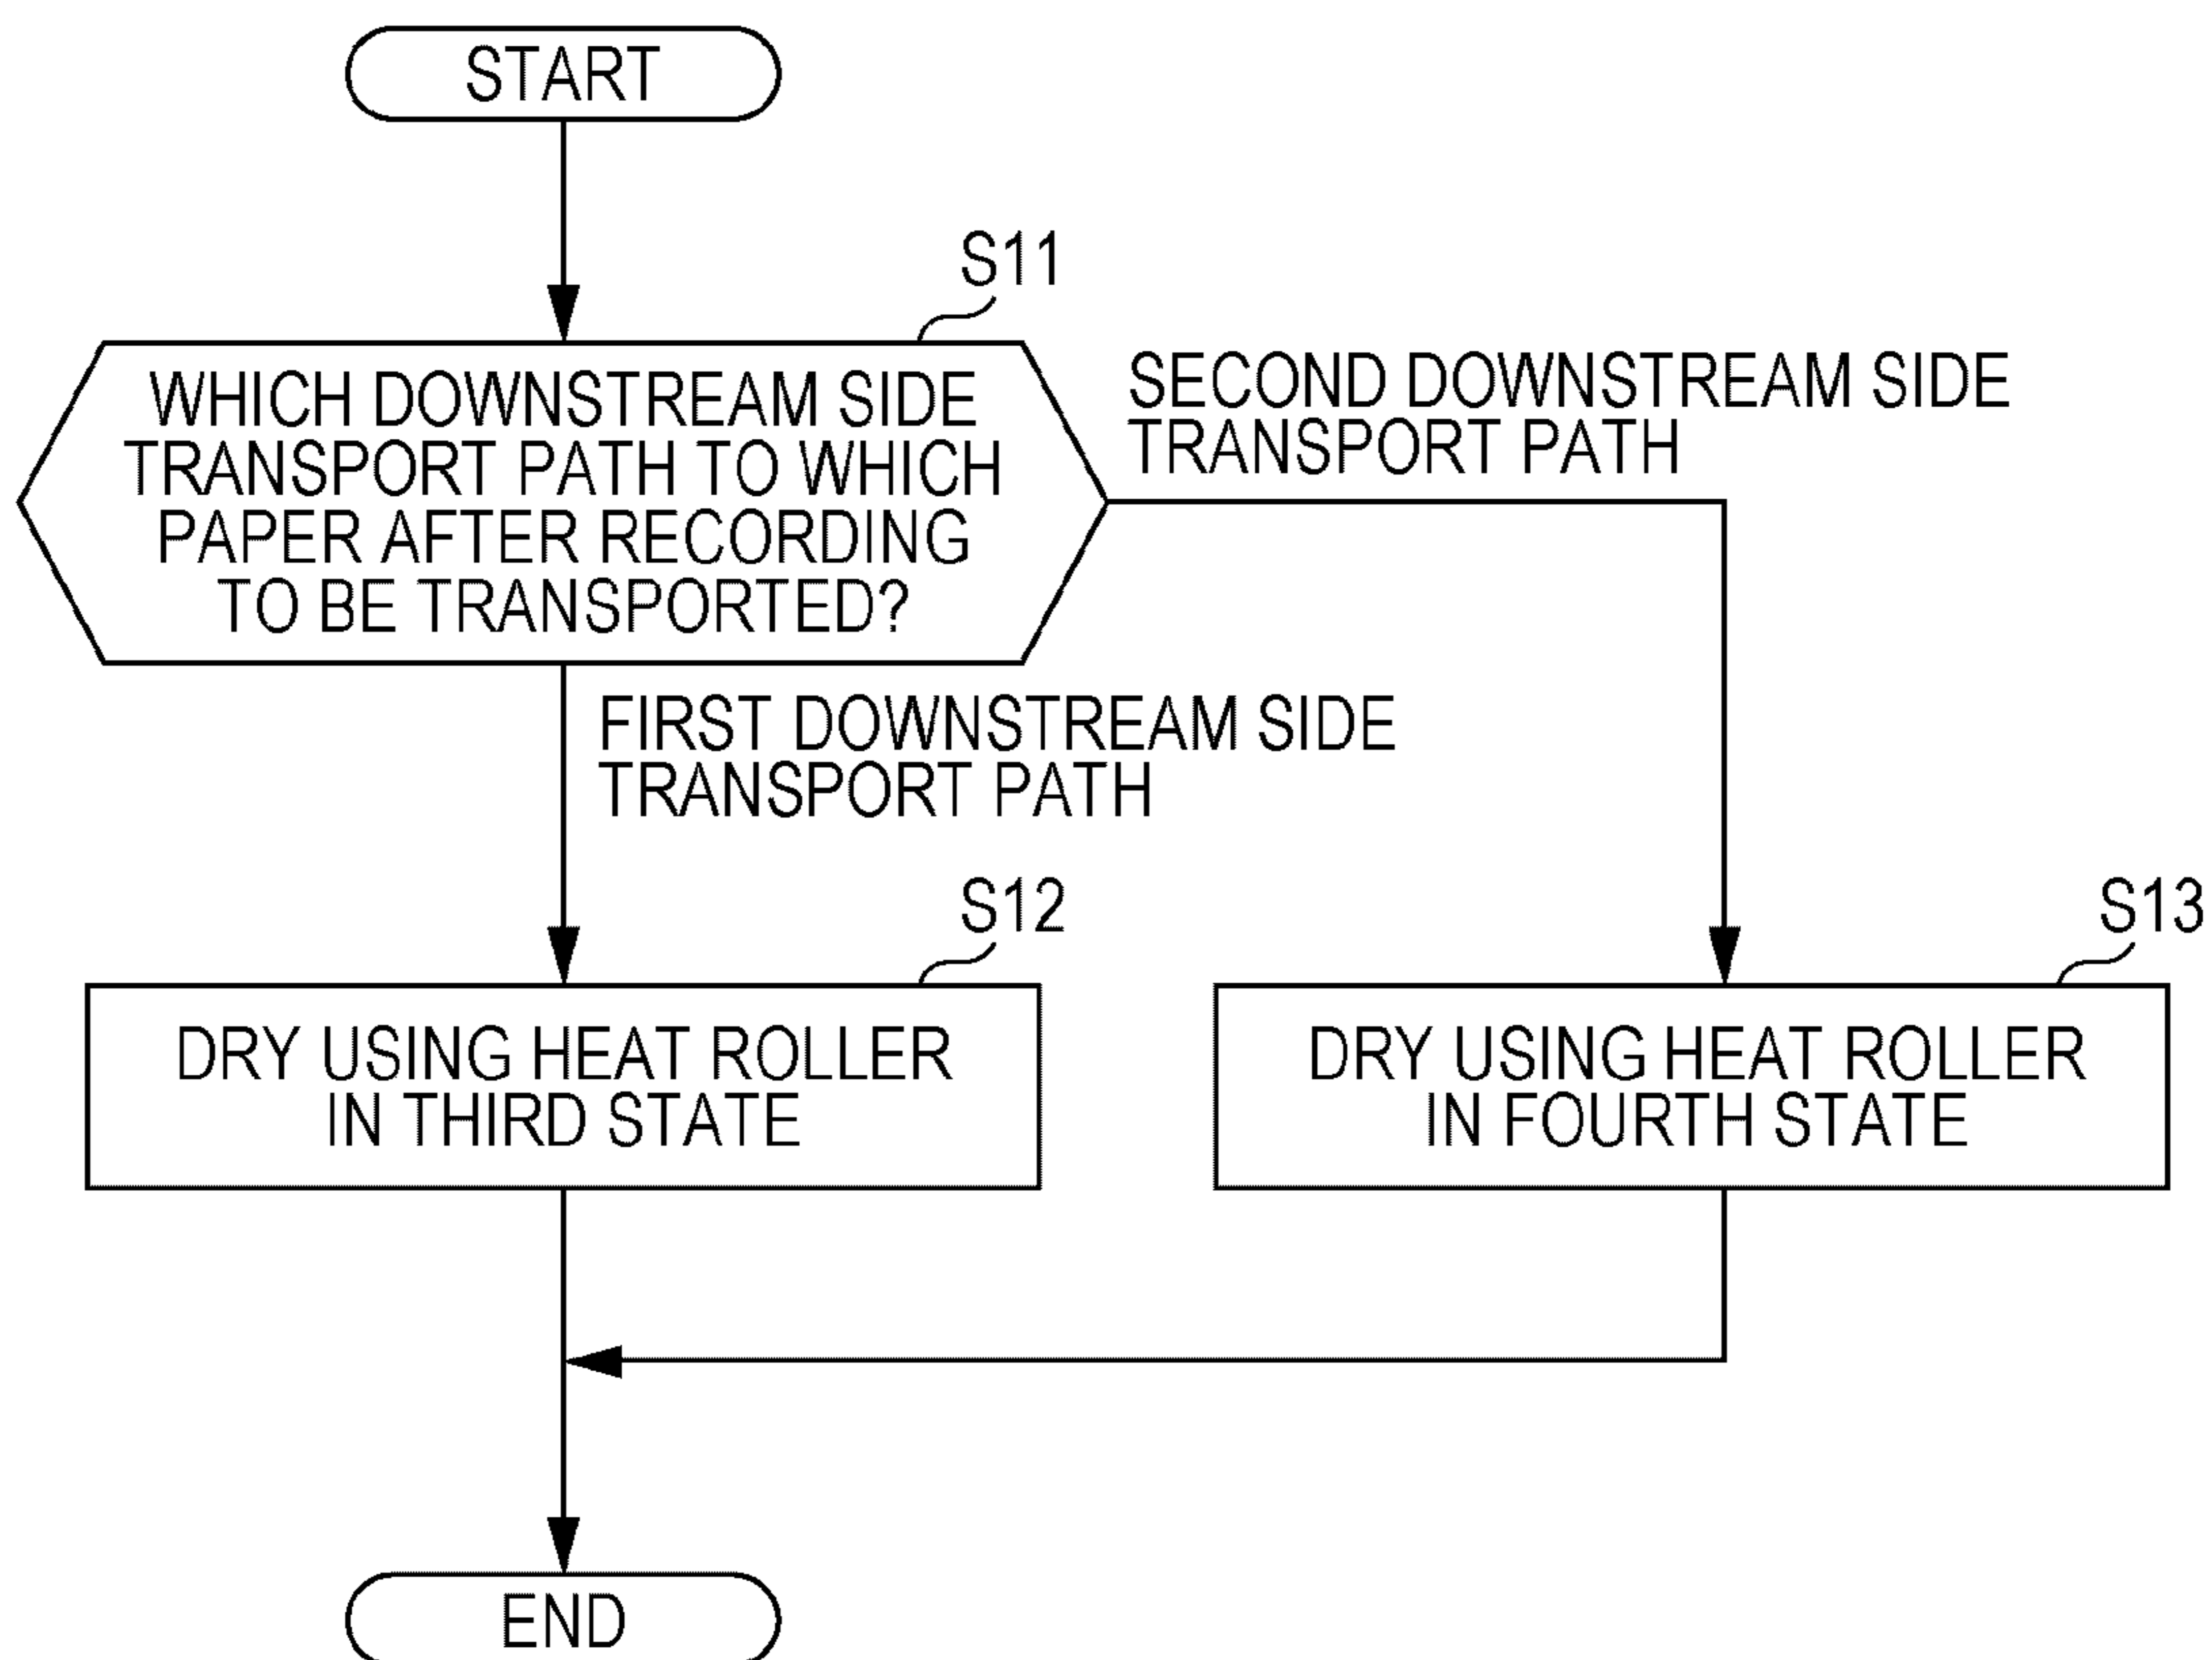 START
S11
WHICH DOWNSTREAM SIDE
TRANSPORT PATH TO WHICH
PAPER AFTER RECORDING
TO BE TRANSPORTED?
SECOND DOWNSTREAM SIDE
TRANSPORT PATH
FIRST DOWNSTREAM SIDE
TRANSPORT PATH
S12
DRY USING HEAT ROLLER
IN THIRD STATE
S13
DRY USING HEAT ROLLER
IN FOURTH STATE
END